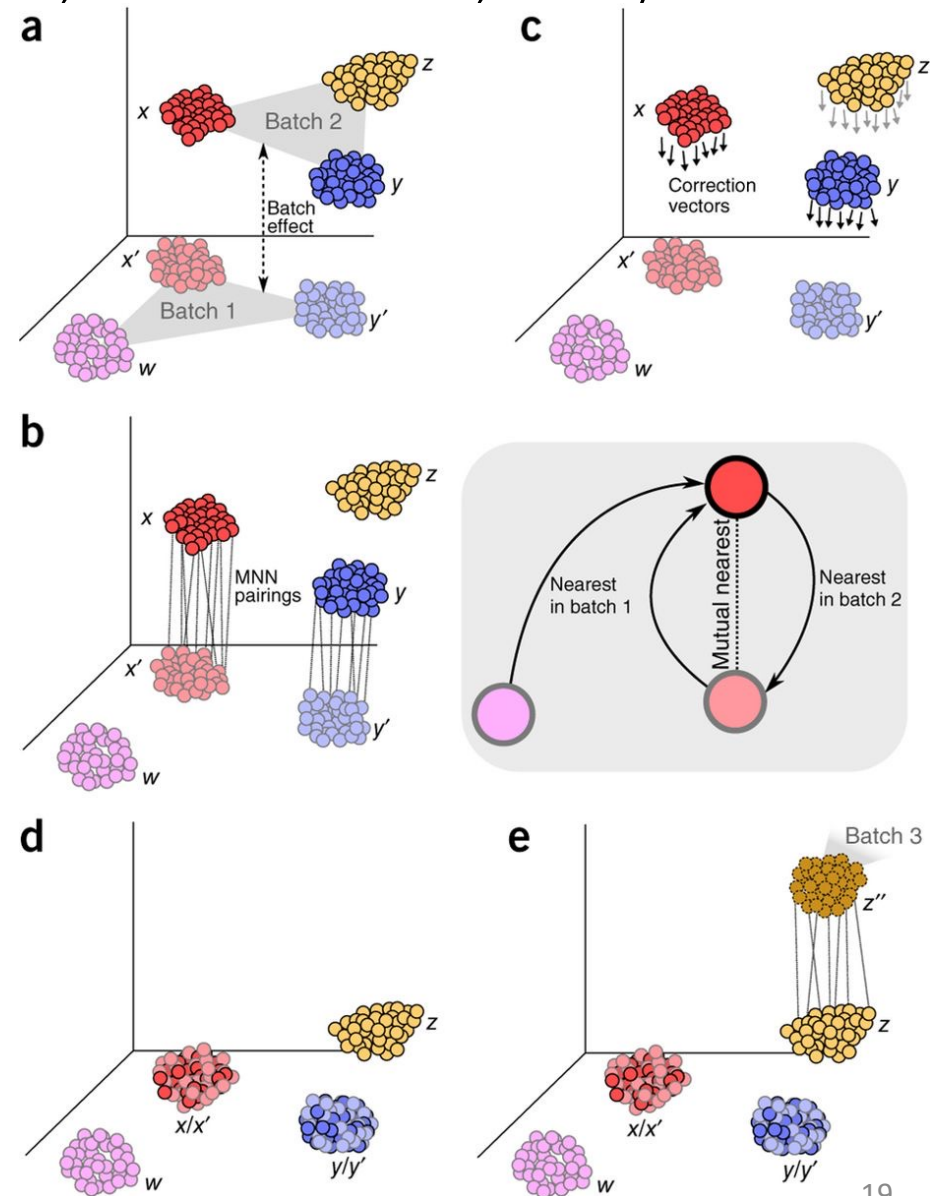 a
x
z
Batch 2
y
Batch
effect
x′
Batch 1
y′
w
c
x
z
y
Correction
vectors
x′
y′
w
b
x
z
MNN
pairings
y
x′
y′
w
Nearest
in batch 1
Mutual nearest
Nearest
in batch 2
d
z
x/x′
y/y′
w
e
Batch 3
z′′
z
x/x′
y/y′
w
19